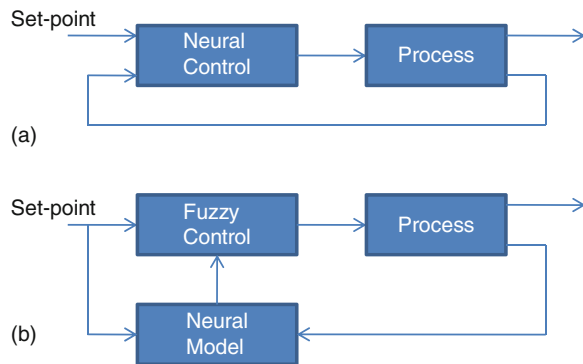 Set-point
Neural
Control
Process
(a)
Set-point
Fuzzy
Control
Process
Neural
Model
(b)